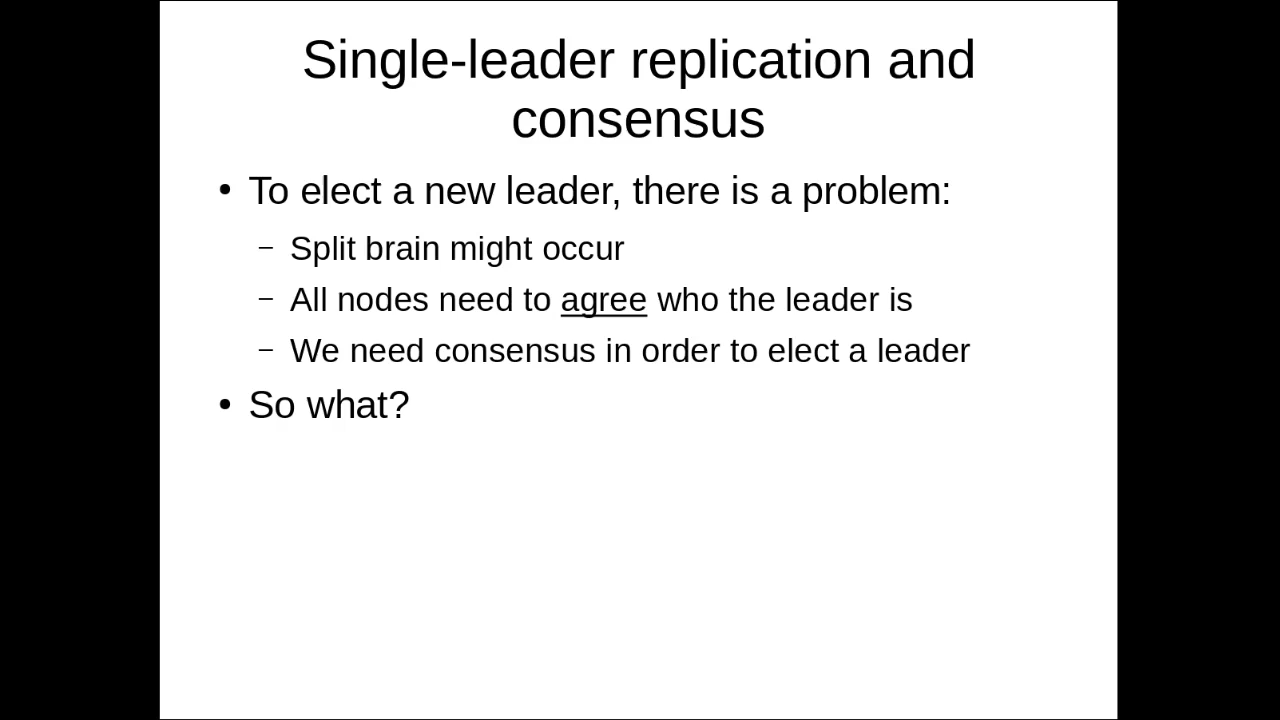 Single-leader replication and
consensus
• To elect a new leader, there is a problem:
– Split brain might occur
– All nodes need to agree who the leader is
– We need consensus in order to elect a leader
• So what?